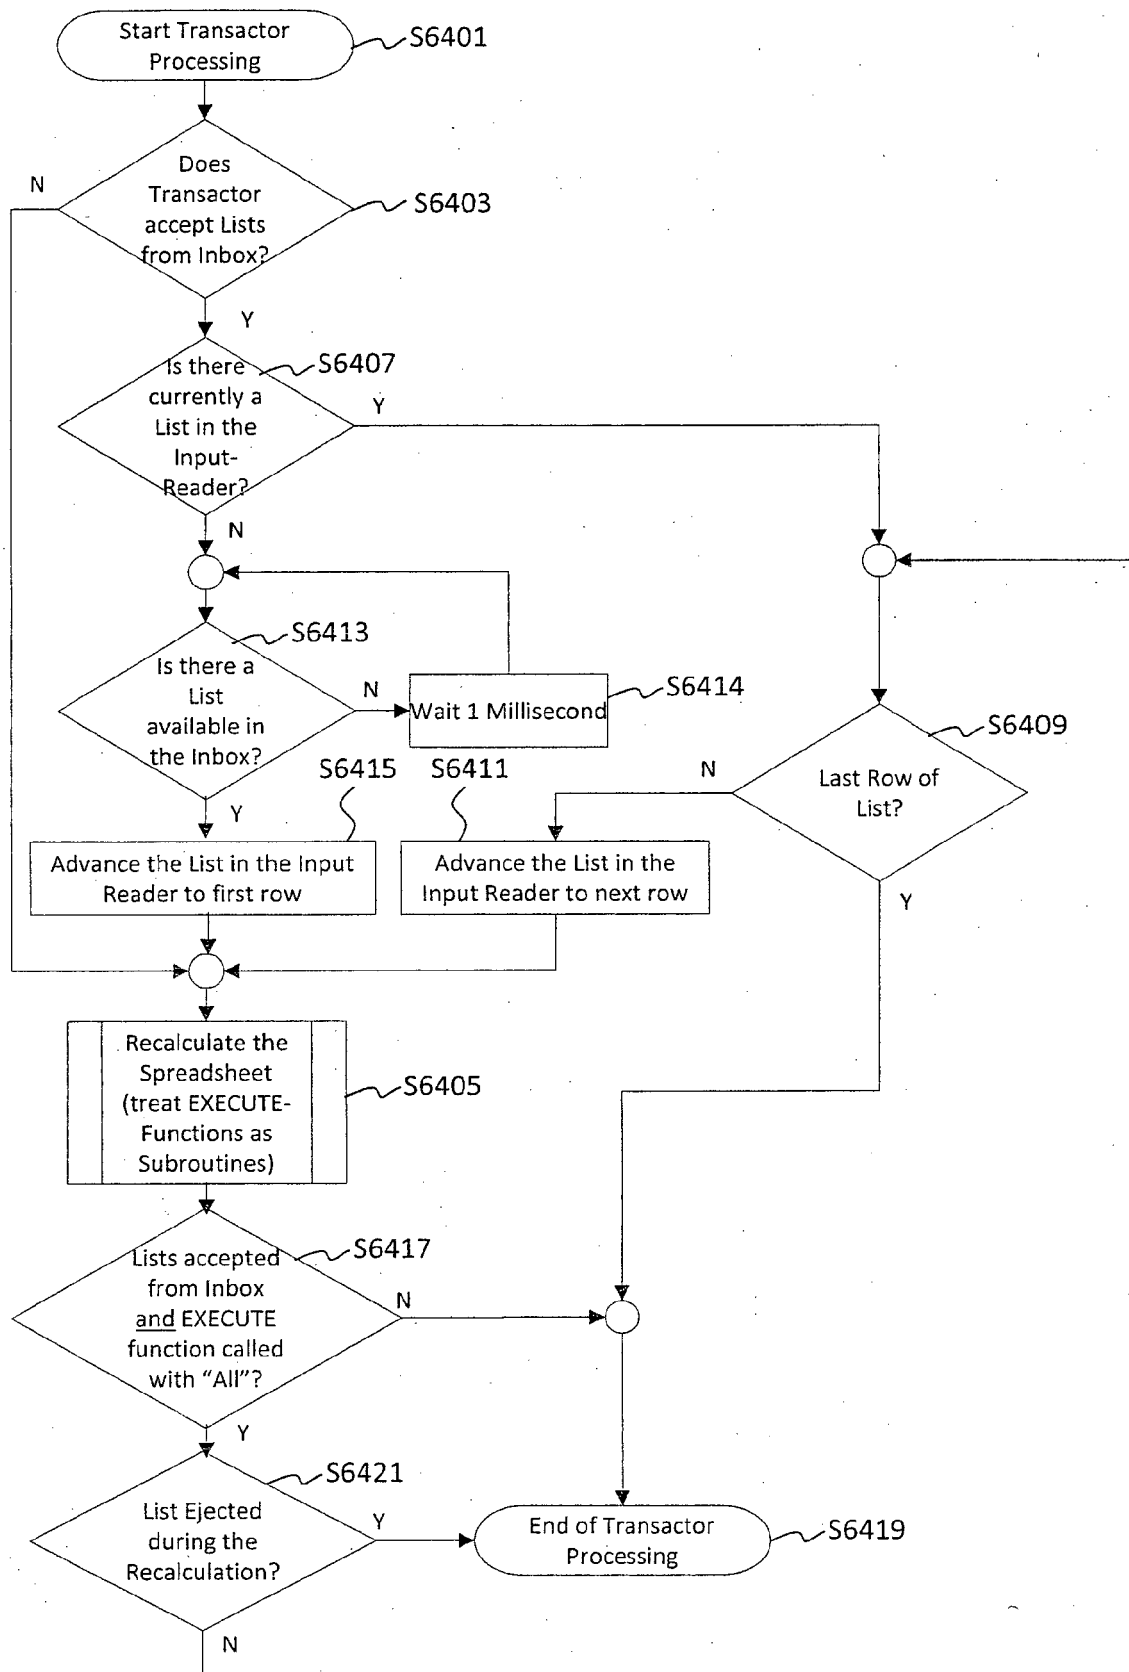 Start Transactor
Processing
S6401
Does
Transactor
accept Lists
from Inbox?
N
S6403
Y
S6407
Is there
currently a
List in the
Input-
Reader?
Y
N
S6413
Is there a
List
available in
the Inbox?
N
Wait 1 Millisecond
S6414
S6409
Last Row of
List?
N
Y
S6415
S6411
Y
Advance the List in the Input
Reader to first row
Advance the List in the
Input Reader to next row
Recalculate the
Spreadsheet
(treat EXECUTE-
Functions as
Subroutines)
S6405
S6417
Lists accepted
from Inbox
and EXECUTE
function called
with “All”?
N
Y
S6421
List Ejected
during the
Recalculation?
Y
End of Transactor
Processing
S6419
N